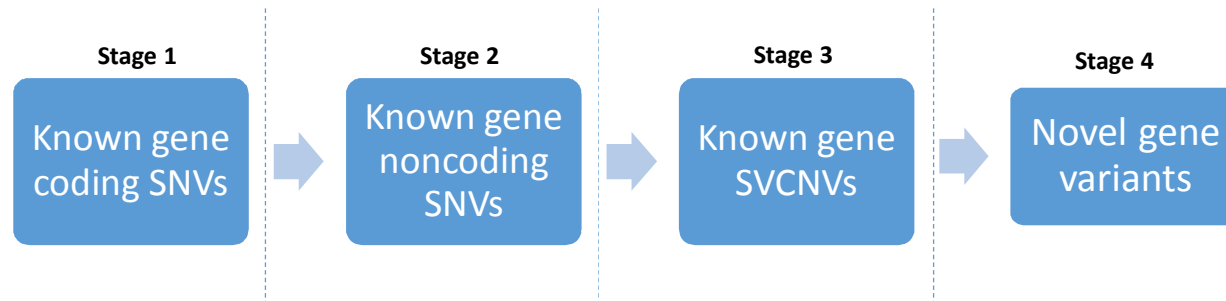 Stage 1
Known gene
coding SNVs
Stage 2
Known gene
noncoding
SNVs
Stage 3
Known gene
SVCNVs
Stage 4
Novel gene
variants